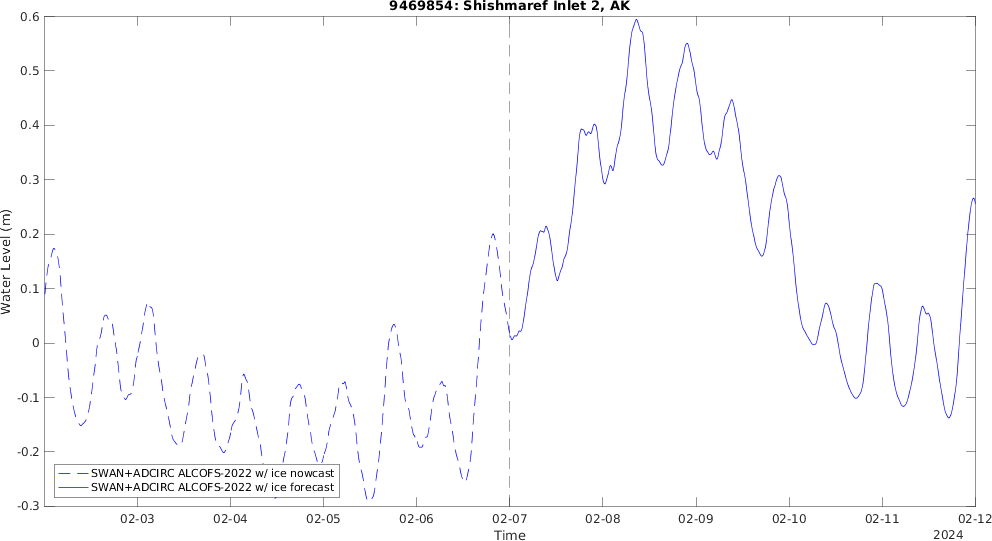 9469854: Shishmaref Inlet 2, AK
0.6
0.5
0.4
0.3
0.2
0.1
0
-0.1
-0.2
-0.3
Water Level (m)
SWAN+ADCIRC ALCOFS-2022 w/ ice nowcast
SWAN+ADCIRC ALCOFS-2022 w/ ice forecast
02-03 02-04 02-05 02-06 02-07 02-08 02-09 02-10 02-11 02-12
Time
2024